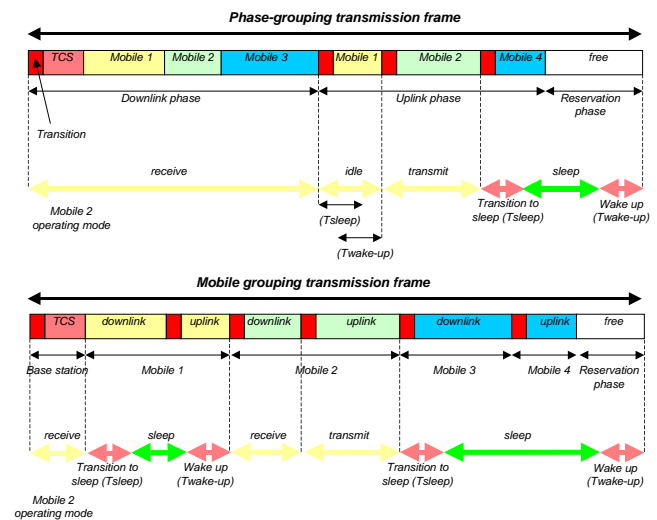 Phase-grouping transmission frame
TCS Mobile 1 Mobile 2 Mobile 3 Mobile 1 Mobile 2 Mobile 4 free
Downlink phase Uplink phase Reservation
phase
Transition
receive idle transmit sleep
Mobile 2
operating mode
(Tsleep)
(Twake-up)
Transition to
sleep (Tsleep)
Wake up
(Twake-up)
Mobile grouping transmission frame
TCS downlink uplink downlink uplink downlink uplink free
Base station Mobile 1 Mobile 2 Mobile 3 Mobile 4 Reservation
phase
receive sleep receive transmit sleep
Transition to
sleep (Tsleep)
Wake up
(Twake-up)
Transition to
sleep (Tsleep)
Wake up
(Twake-up)
Mobile 2
operating mode